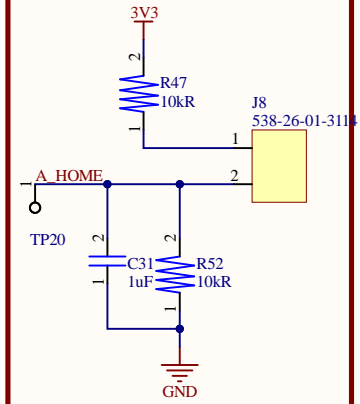 3V3
2
R47
10kR
1
J8
538-26-01-3114
1
2
1
A_HOME
TP20
2
C31
1
1uF
2
R52
10kR
1
GND